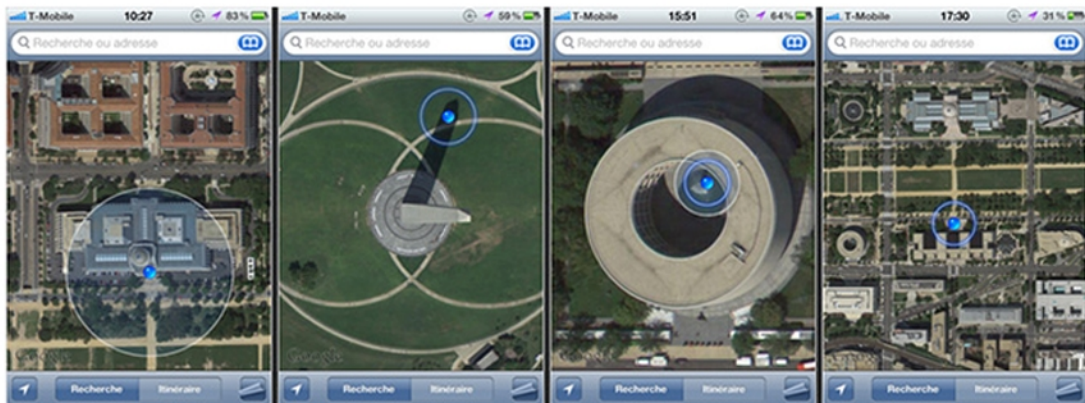 T-Mobile 10:27 83%
Recherche ou adresse
Google
Recherche Itinéraire
T-Mobile 59%
Recherche ou adresse
Google
Recherche Itinéraire
T-Mobile 15:51 64%
Recherche ou adresse
Recherche Itinéraire
T-Mobile 17:30 31%
Recherche ou adresse
Recherche Itinéraire